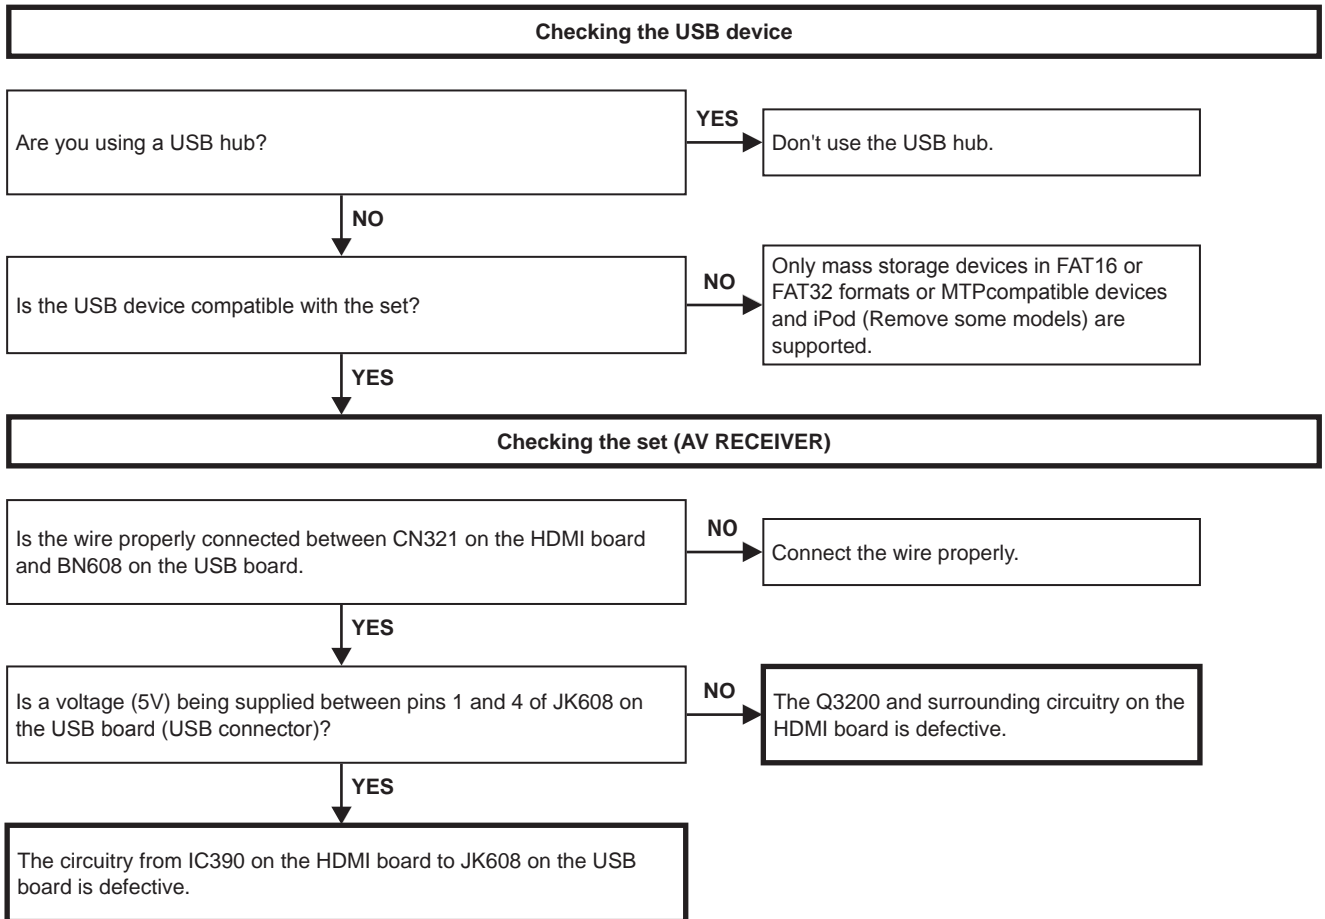 Checking the USB device
Are you using a USB hub?
YES
Don't use the USB hub.
NO
Is the USB device compatible with the set?
NO
Only mass storage devices in FAT16 or
FAT32 formats or MTPcompatible devices
and iPod (Remove some models) are
supported.
YES
Checking the set (AV RECEIVER)
Is the wire properly connected between CN321 on the HDMI board
and BN608 on the USB board.
NO
Connect the wire properly.
YES
Is a voltage (5V) being supplied between pins 1 and 4 of JK608 on
the USB board (USB connector)?
NO
The Q3200 and surrounding circuitry on the
HDMI board is defective.
YES
The circuitry from IC390 on the HDMI board to JK608 on the USB
board is defective.